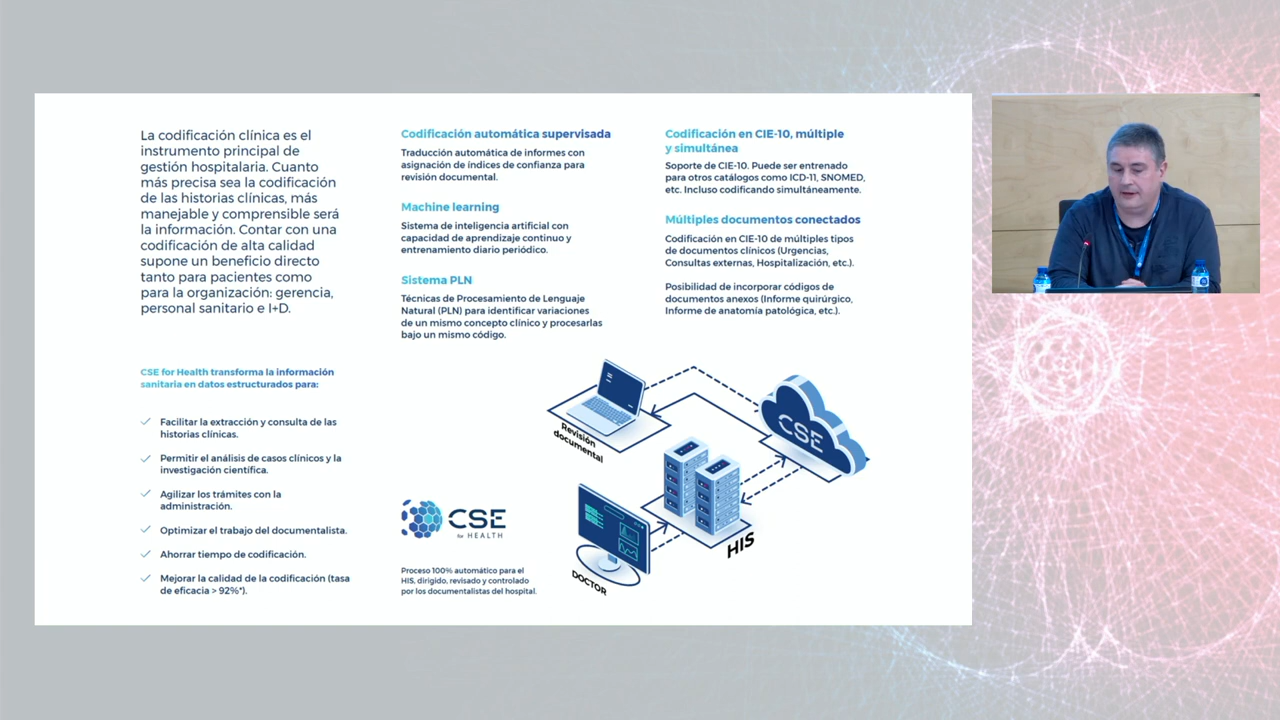 La codificación clínica es el
instrumento principal de
gestión hospitalaria. Cuanto
más precisa sea la codificación
de las historias clínicas, más
manejable y comprensible será
la información. Contar con una
codificación de alta calidad
supone un beneficio directo
tanto para pacientes como
para la organización: gerencia,
personal sanitario e I+D.
CSE for Health transforma la información
sanitaria en datos estructurados para:
Facilitar la extracción y consulta de las
historias clínicas.
Permitir el análisis de casos clínicos y la
investigación científica.
Agilizar los trámites con la
administración.
Optimizar el trabajo del documentalista.
Ahorrar tiempo de codificación.
Mejorar la calidad de la codificación (tasa
de eficacia > 92%*).
Codificación automática supervisada
Traducción automática de informes con
asignación de índices de confianza para
revisión documental.
Machine learning
Sistema de inteligencia artificial con
capacidad de aprendizaje continuo y
entrenamiento diario periódico.
Sistema PLN
Técnicas de Procesamiento de Lenguaje
Natural (PLN) para identificar variaciones
de un mismo concepto clínico y procesarlas
bajo un mismo código.
Codificación en CIE-10, múltiple
y simultánea
Soporte de CIE-10. Puede ser entrenado
para otros catálogos como ICD-11, SNOMED,
etc. Incluso codificando simultáneamente.
Múltiples documentos conectados
Codificación en CIE-10 de múltiples tipos
de documentos clínicos (Urgencias,
Consultas externas, Hospitalización, etc.).
Posibilidad de incorporar códigos de
documentos anexos (Informe quirúrgico,
Informe de anatomía patológica, etc.).
Revisión
documental
CSE
HIS
DOCTOR
CSE
for HEALTH
Proceso 100% automático para el
HIS, dirigido, revisado y controlado
por los documentalistas del hospital.